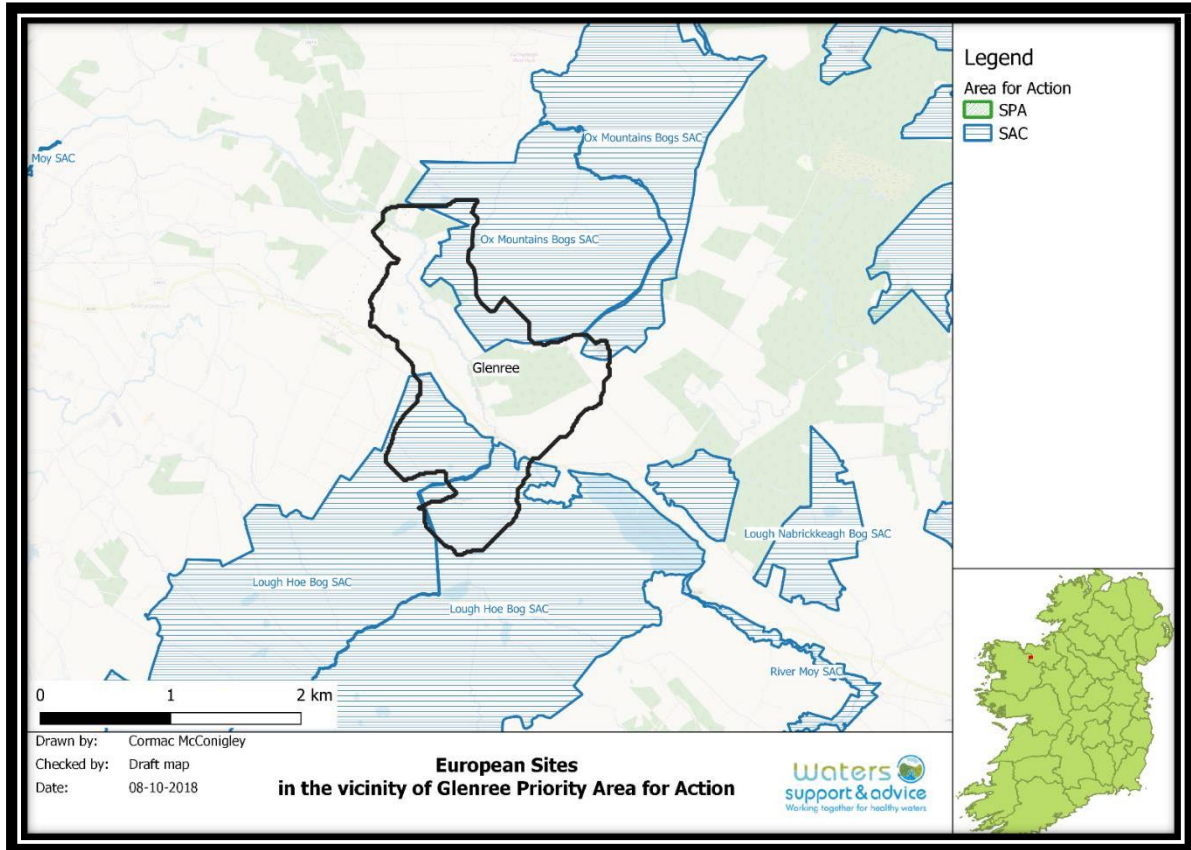 Legend
Area for Action
SPA
SAC
Moy SAC
Ox Mountains Bogs SAC
Ox Mountains Bogs SAC
Glenree
Lough Nabrickkeagh Bog SAC
Lough Hoe Bog SAC
Lough Hoe Bog SAC
River Moy SAC
0 1 2 km
Drawn by: Cormac McConigley
Checked by: Draft map
Date: 08-10-2018
European Sites
in the vicinity of Glenree Priority Area for Action
Waters
support & advice
Working together for healthy waters